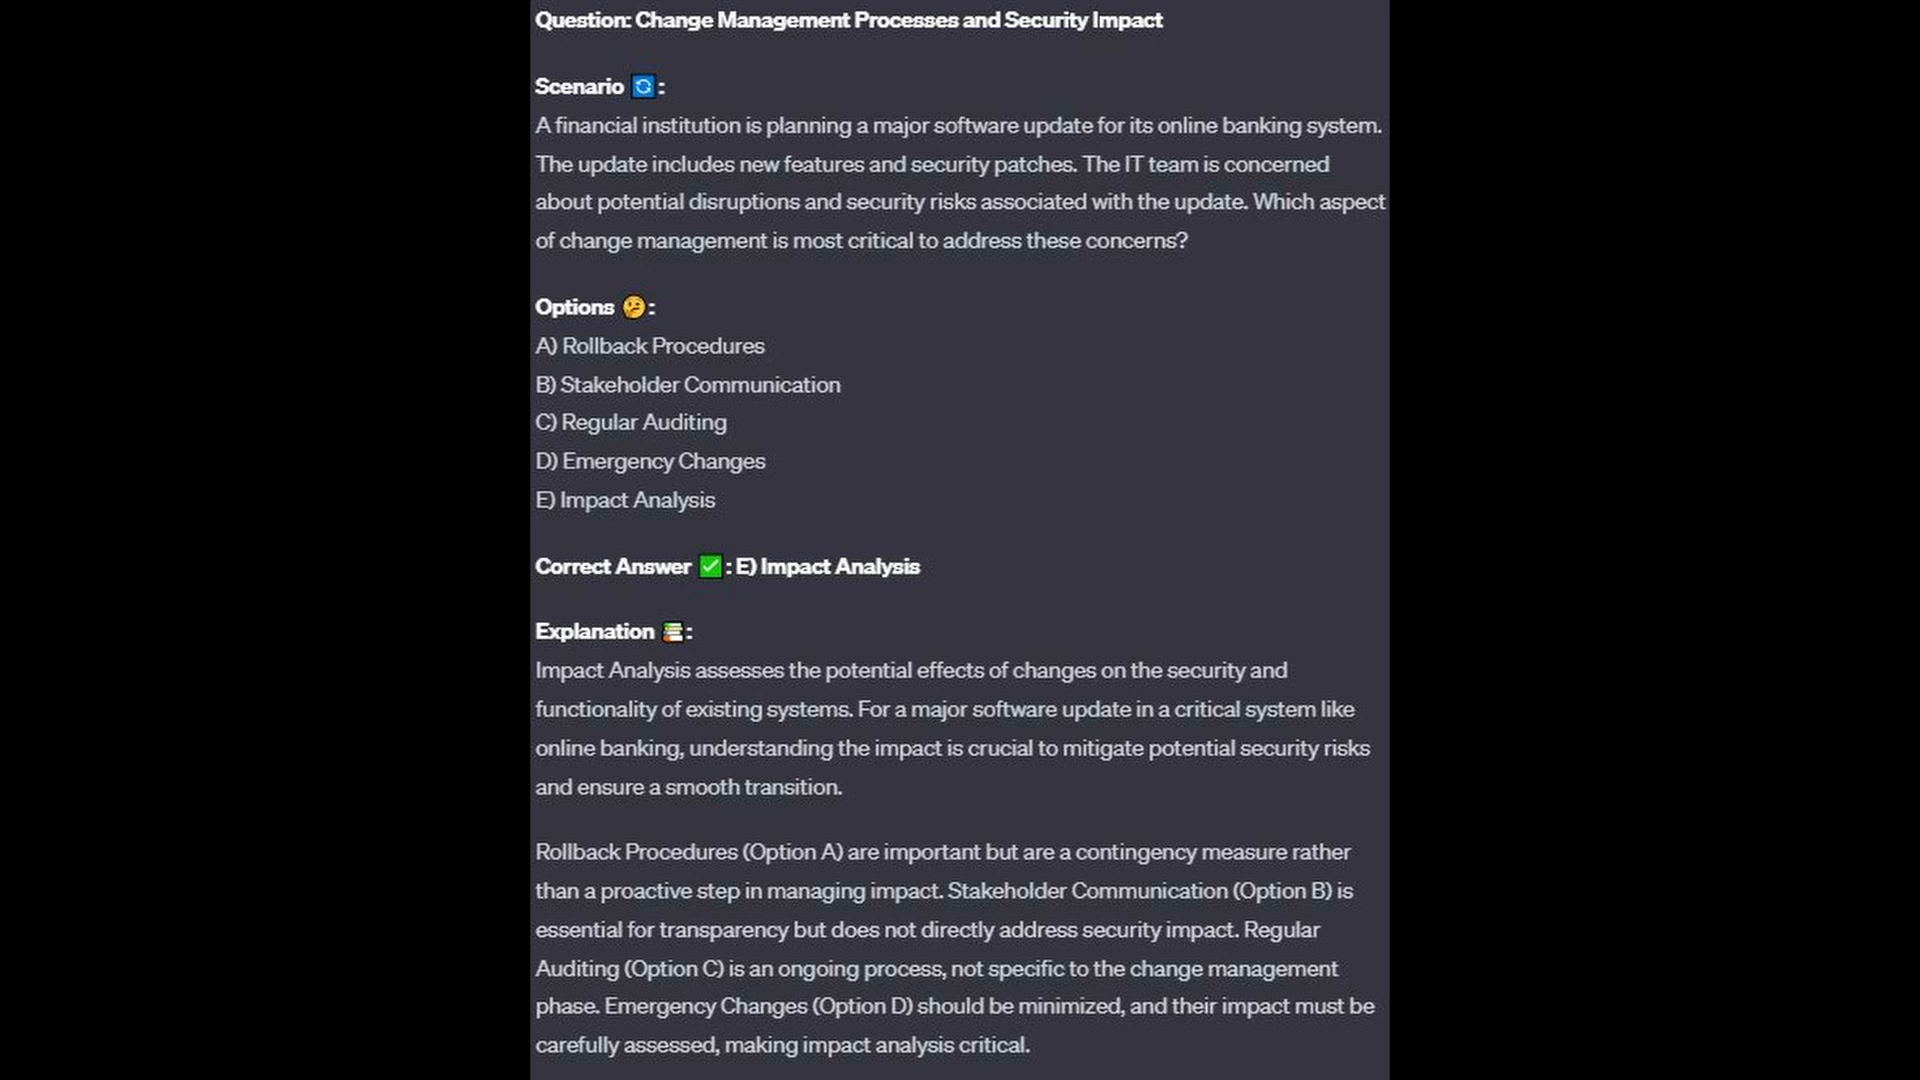 Question: Change Management Processes and Security Impact
Scenario 🔄:
A financial institution is planning a major software update for its online banking system.
The update includes new features and security patches. The IT team is concerned
about potential disruptions and security risks associated with the update. Which aspect
of change management is most critical to address these concerns?
Options 🤔:
A) Rollback Procedures
B) Stakeholder Communication
C) Regular Auditing
D) Emergency Changes
E) Impact Analysis
Correct Answer ✅: E) Impact Analysis
Explanation 📚:
Impact Analysis assesses the potential effects of changes on the security and
functionality of existing systems. For a major software update in a critical system like
online banking, understanding the impact is crucial to mitigate potential security risks
and ensure a smooth transition.
Rollback Procedures (Option A) are important but are a contingency measure rather
than a proactive step in managing impact. Stakeholder Communication (Option B) is
essential for transparency but does not directly address security impact. Regular
Auditing (Option C) is an ongoing process, not specific to the change management
phase. Emergency Changes (Option D) should be minimized, and their impact must be
carefully assessed, making impact analysis critical.